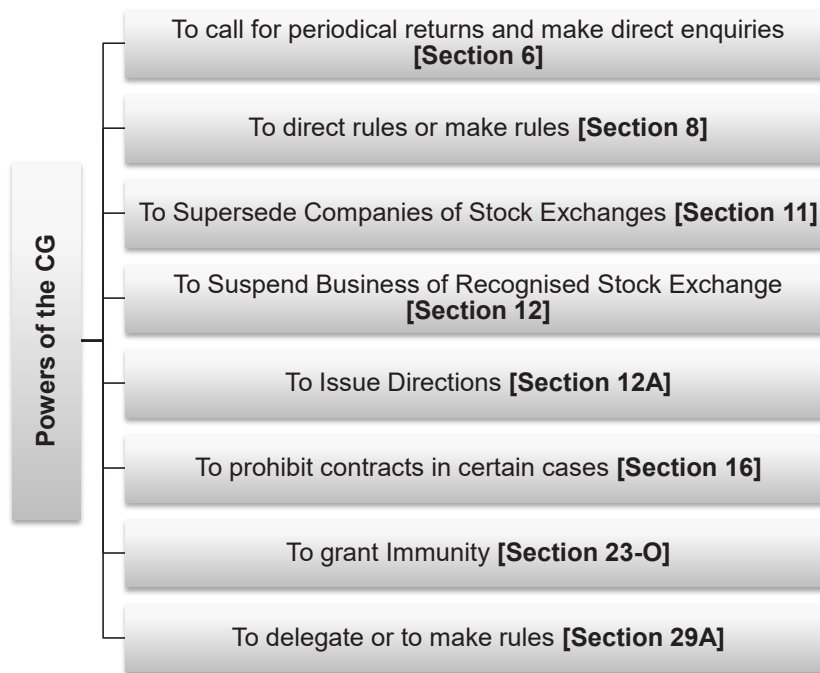 Powers of the CG
To call for periodical returns and make direct enquiries
[Section 6]
To direct rules or make rules [Section 8]
To Supersede Companies of Stock Exchanges [Section 11]
To Suspend Business of Recognised Stock Exchange
[Section 12]
To Issue Directions [Section 12A]
To prohibit contracts in certain cases [Section 16]
To grant Immunity [Section 23-O]
To delegate or to make rules [Section 29A]